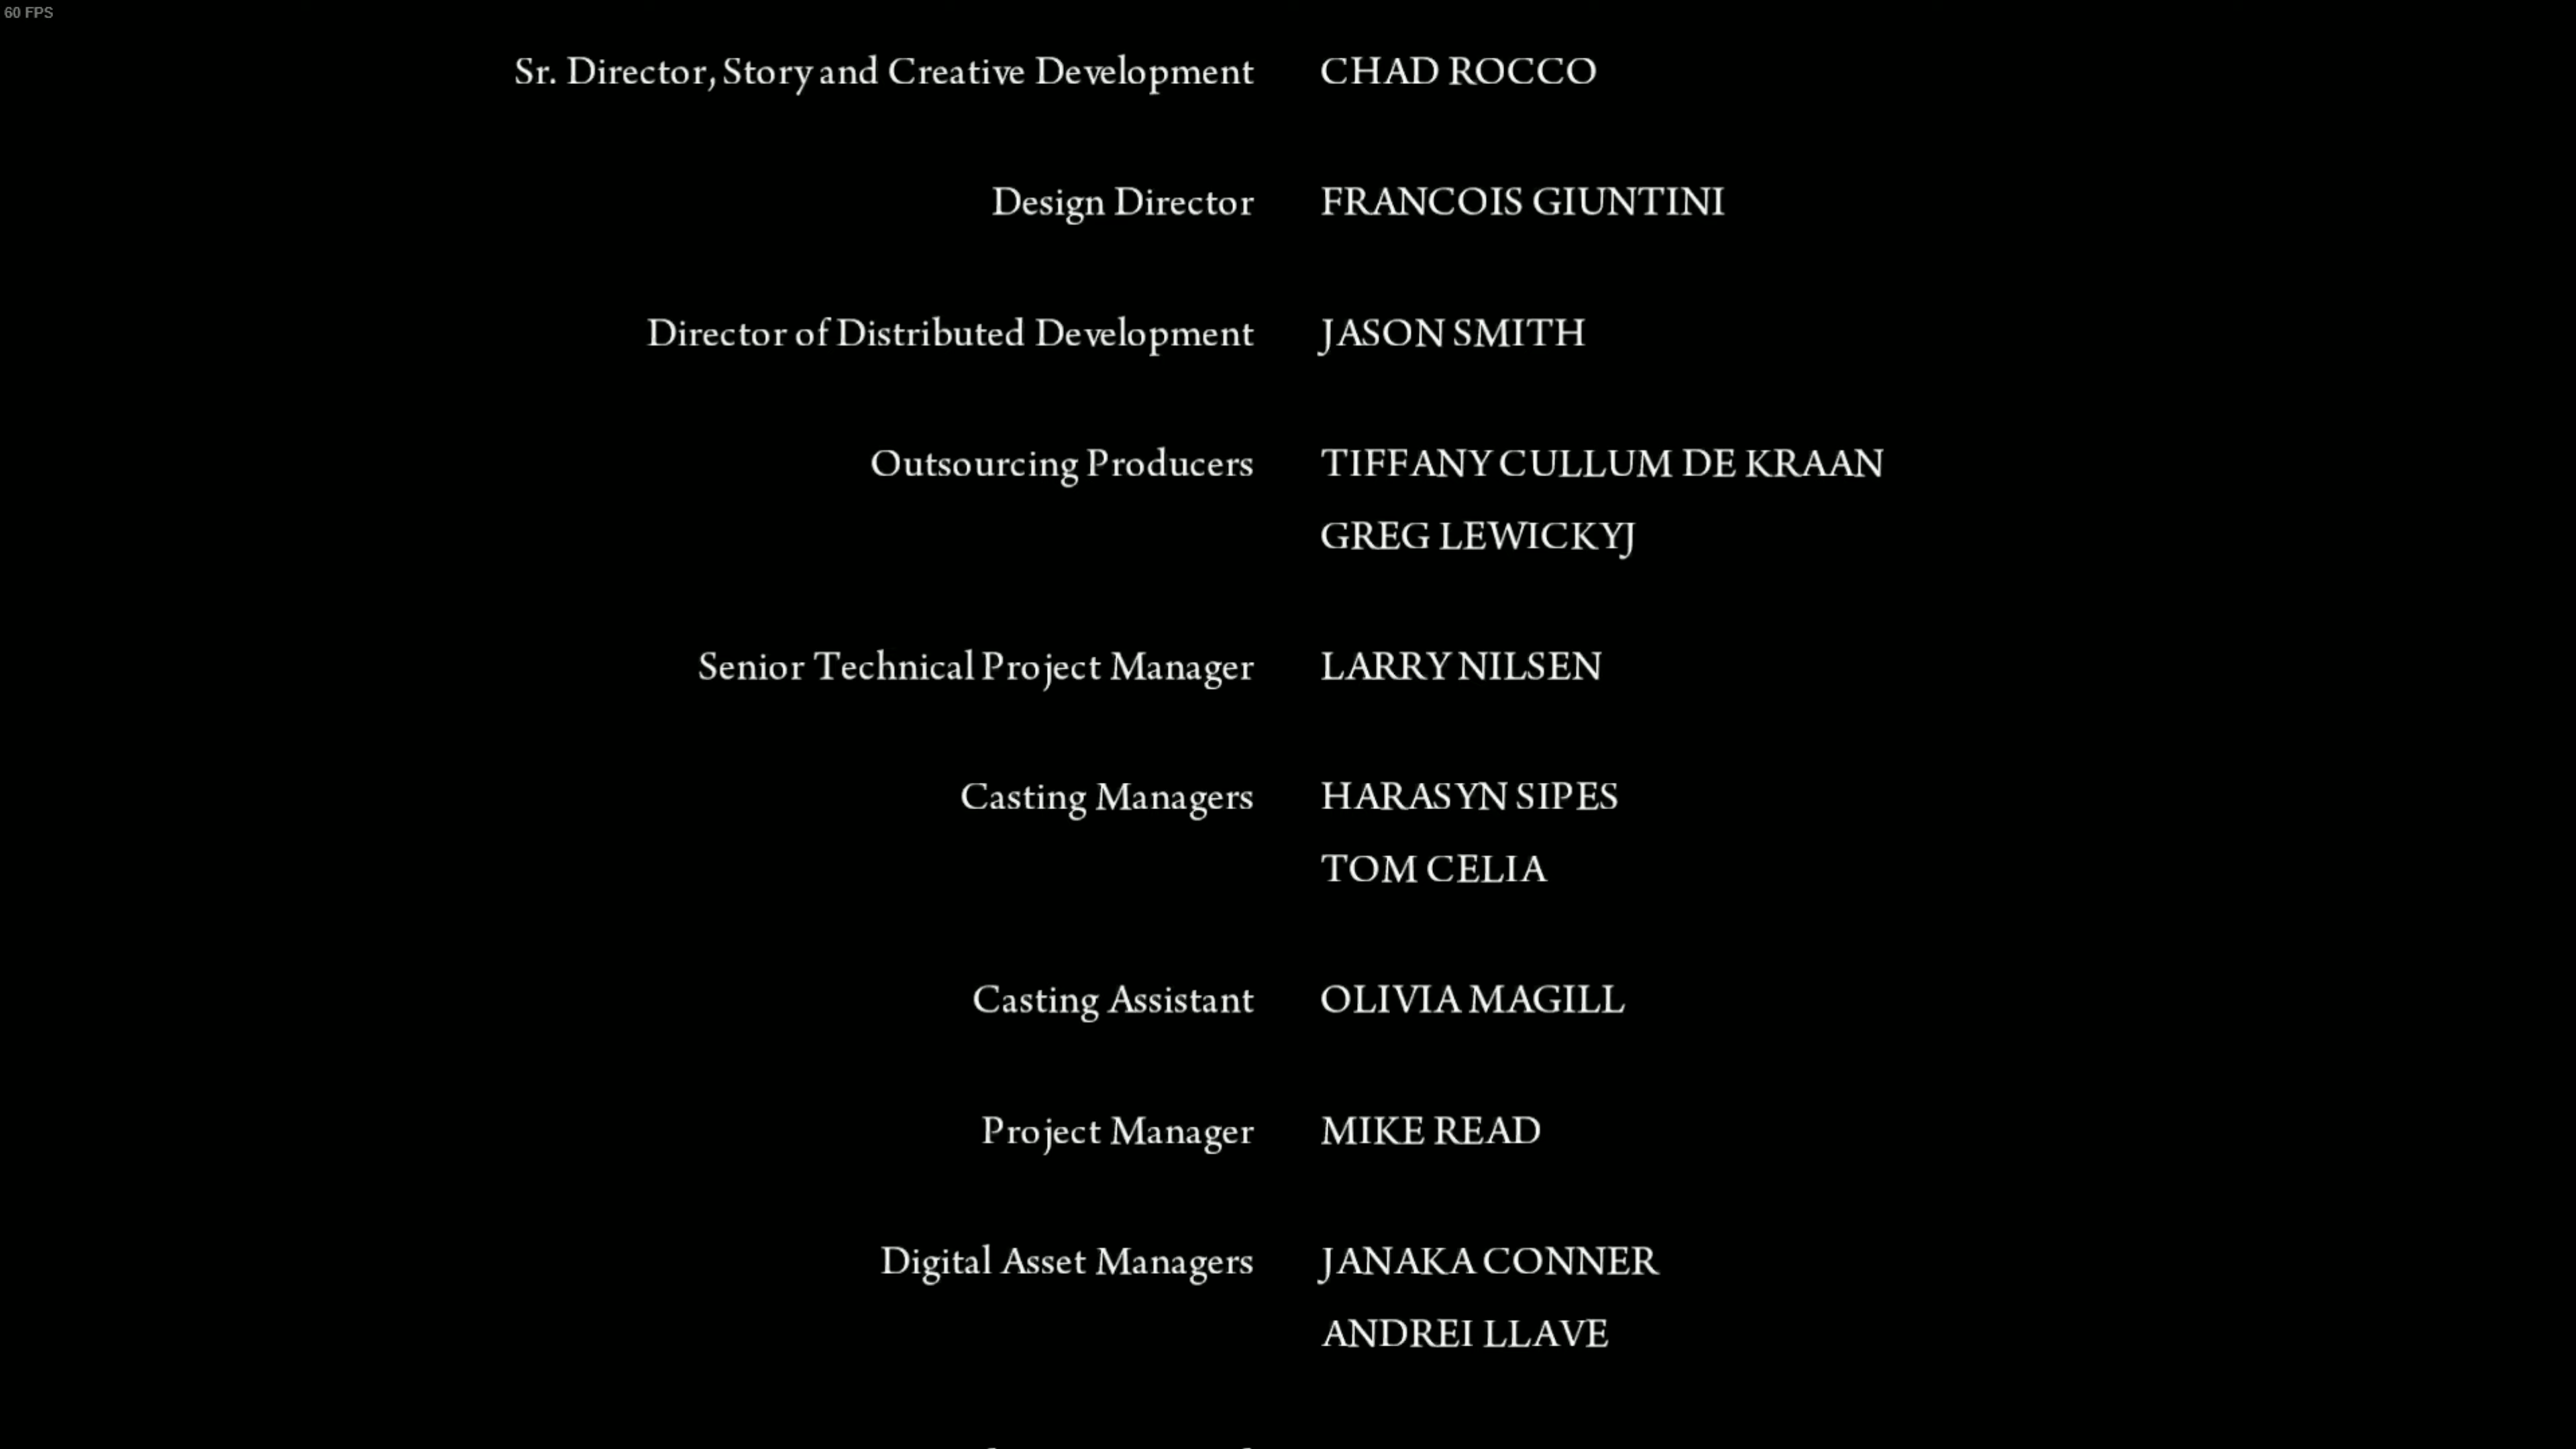 60 FPS
Sr. Director, Story and Creative Development CHAD ROCCO
Design Director FRANCOIS GIUNTINI
Director of Distributed Development JASON SMITH
Outsourcing Producers TIFFANY CULLUM DE KRAAN
GREG LEWICKYJ
Senior Technical Project Manager LARRY NILSEN
Casting Managers HARASYN SIPES
TOM CELIA
Casting Assistant OLIVIA MAGILL
Project Manager MIKE READ
Digital Asset Managers JANAKA CONNER
ANDREI LLAVE